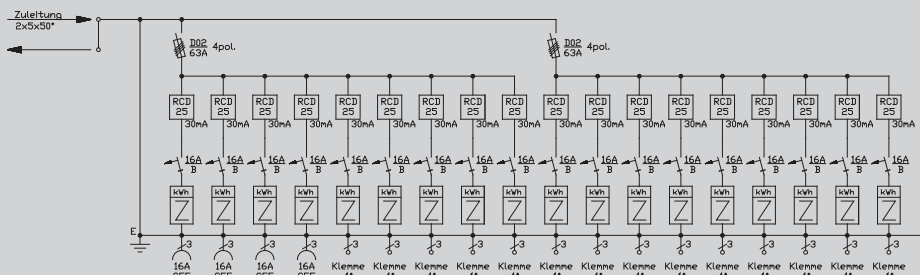 Zuleitung
2x5x50°
D02
63A 4pol.
D02
63A 4pol.
RCD RCD RCD RCD RCD RCD RCD RCD RCD RCD RCD RCD RCD RCD RCD RCD RCD RCD
25 25 25 25 25 25 25 25 25 25 25 25 25 25 25 25 25 25
30mA 30mA 30mA 30mA 30mA 30mA 30mA 30mA 30mA 30mA 30mA 30mA 30mA 30mA 30mA 30mA 30mA 30mA
16A 16A 16A 16A 16A 16A 16A 16A 16A 16A 16A 16A 16A 16A 16A 16A 16A 16A
B B B B B B B B B B B B B B B B B B
kWh kWh kWh kWh kWh kWh kWh kWh kWh kWh kWh kWh kWh kWh kWh kWh kWh kWh
Z Z Z Z Z Z Z Z Z Z Z Z Z Z Z Z Z Z
E
3 3 3 3 3 3 3 3 3 3 3 3 3 3 3 3 3 3
16A 16A 16A 16A Klemme Klemme Klemme Klemme Klemme Klemme Klemme Klemme Klemme Klemme Klemme Klemme Klemme Klemme